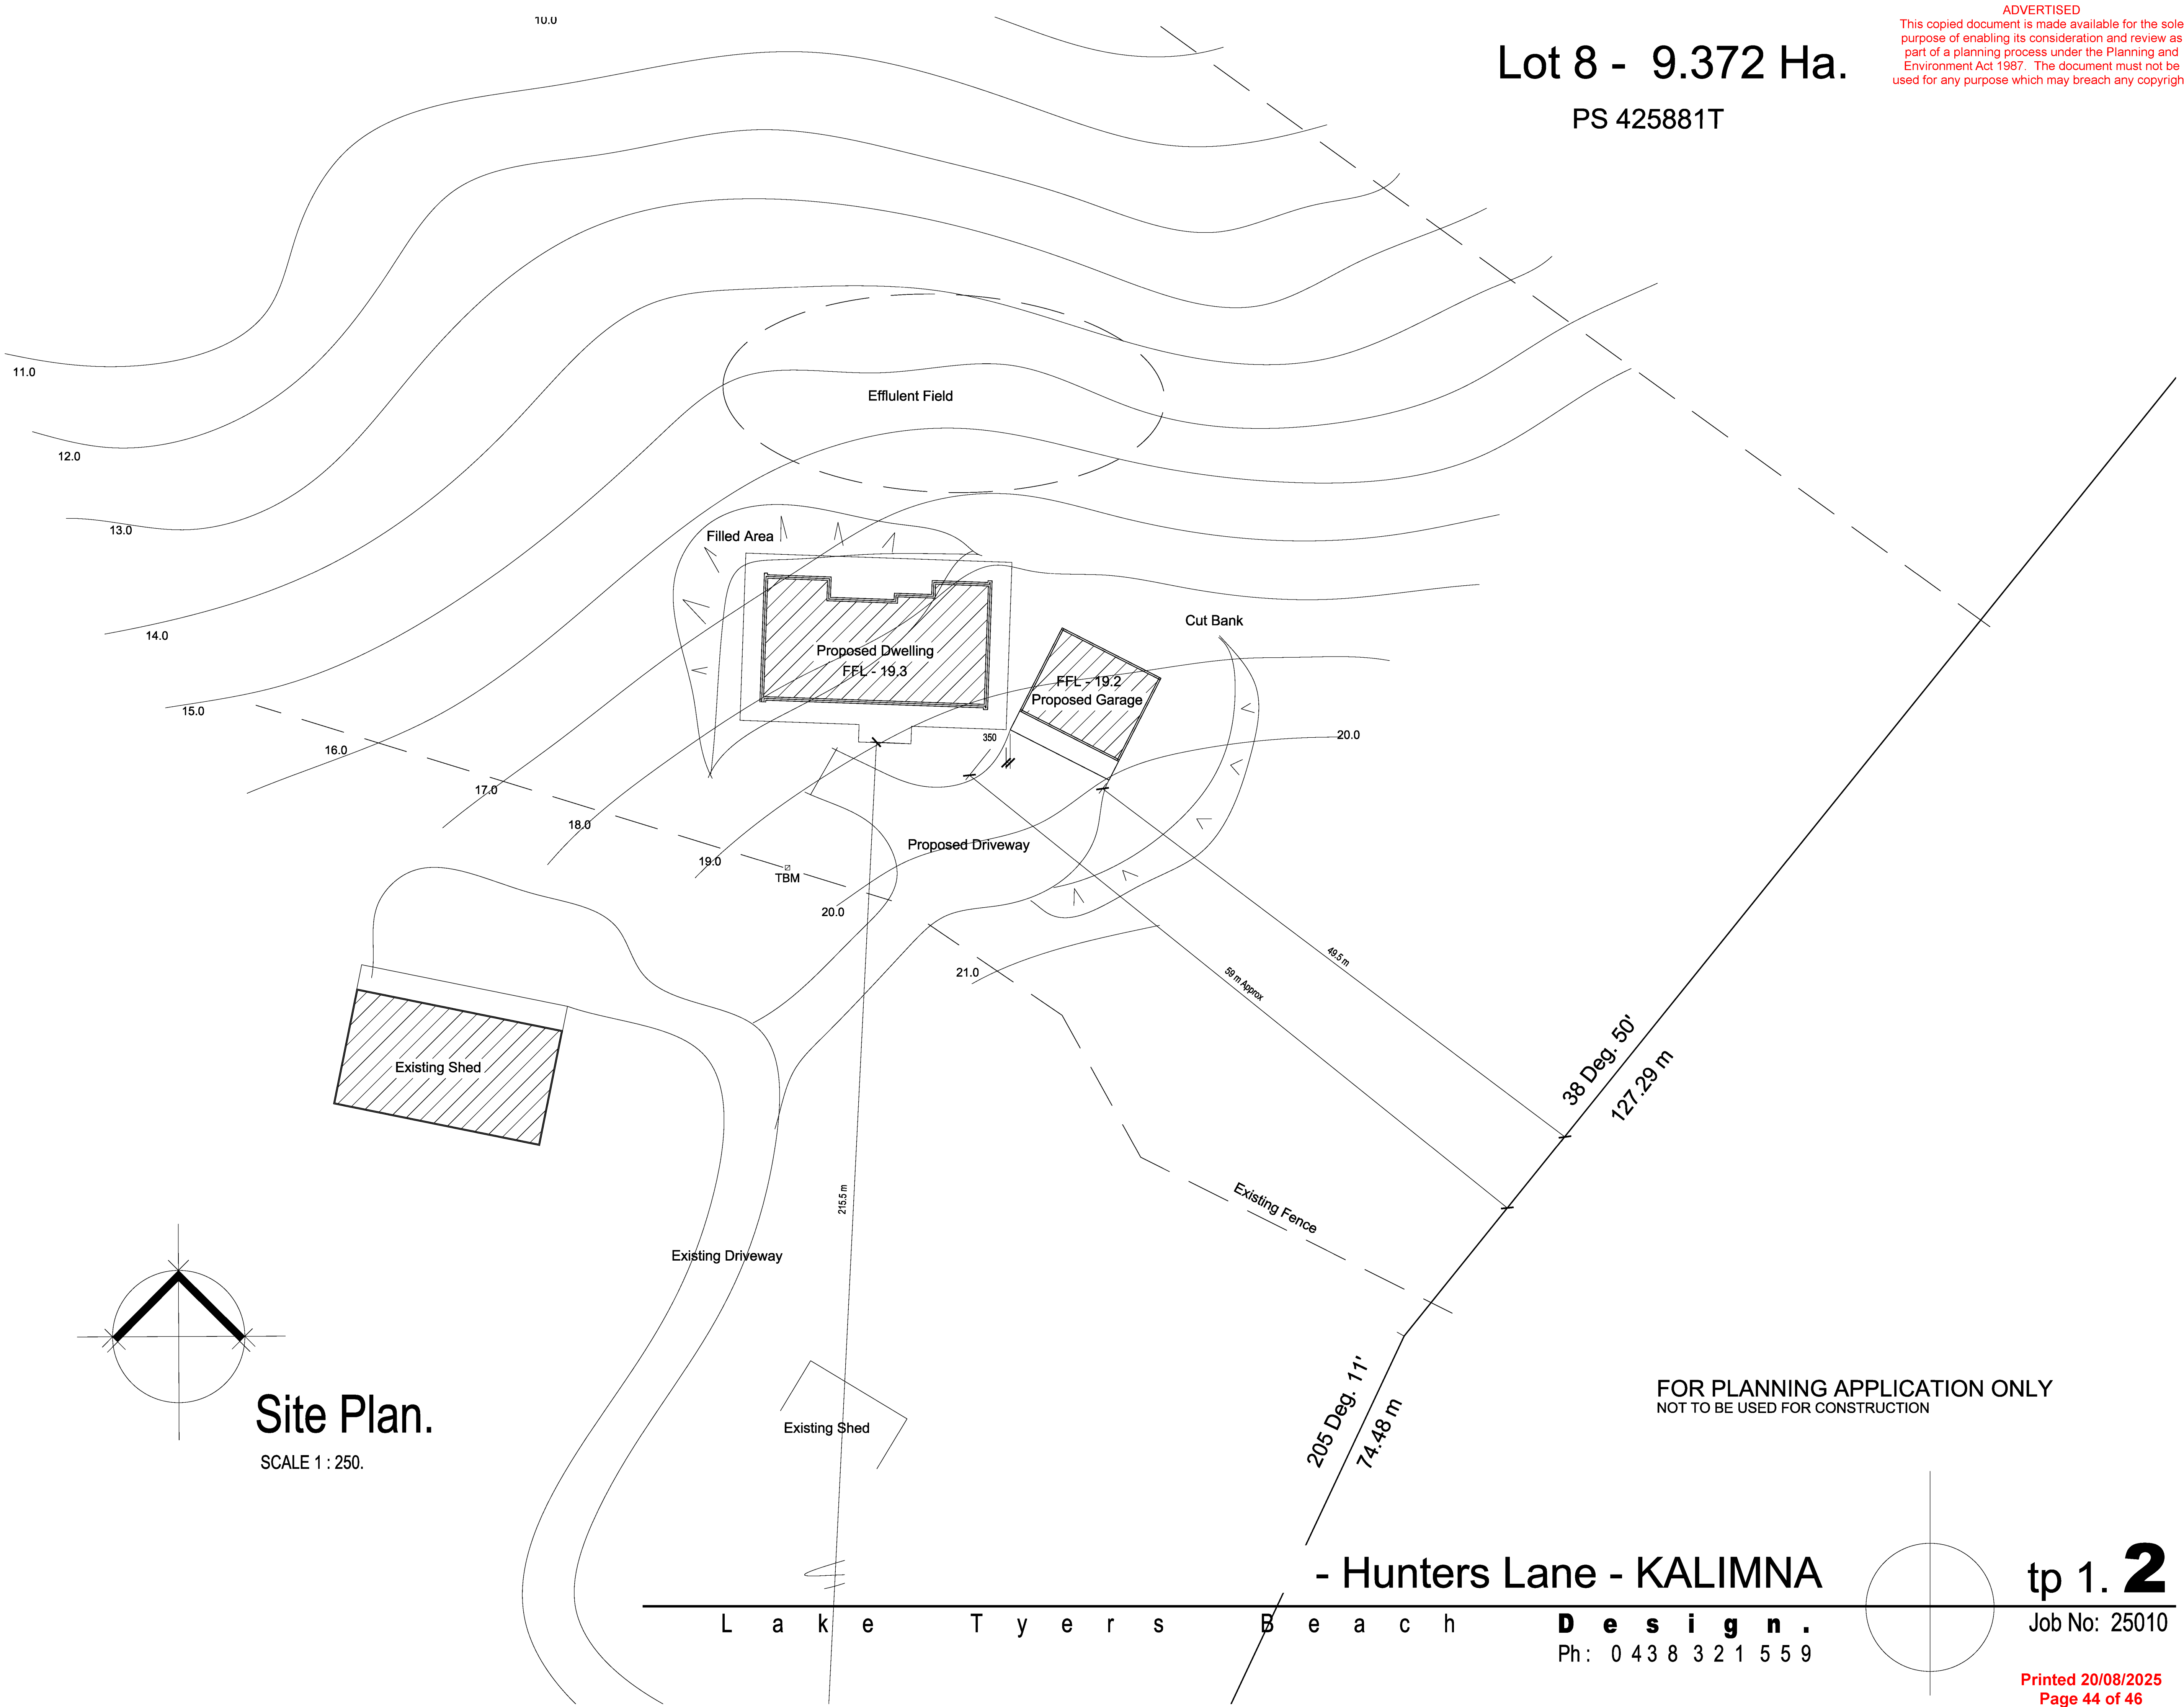 ADVERTISED
This copied document is made available for the sole
purpose of enabling its consideration and review as
part of a planning process under the Planning and
Environment Act 1987. The document must not be
used for any purpose which may breach any copyrigh
Lot 8 - 9.372 Ha.
PS 425881T
10.0
11.0
12.0
13.0
14.0
15.0
16.0
17.0
18.0
19.0
20.0
21.0
20.0
Efflulent Field
Filled Area
Proposed Dwelling
FFL - 19.3
Cut Bank
FFL - 19.2
Proposed Garage
350
Proposed Driveway
TBM
49.5 m
59 m Approx
38 Deg. 50'
127.29 m
Existing Shed
215.5 m
Existing Fence
Existing Driveway
Existing Shed
205 Deg. 11'
74.48 m
Site Plan.
SCALE 1 : 250.
FOR PLANNING APPLICATION ONLY
NOT TO BE USED FOR CONSTRUCTION
- Hunters Lane - KALIMNA
tp 1. 2
Lake Tyers Beach Design.
Ph : 0438 321 559
Job No: 25010
Printed 20/08/2025
Page 44 of 46